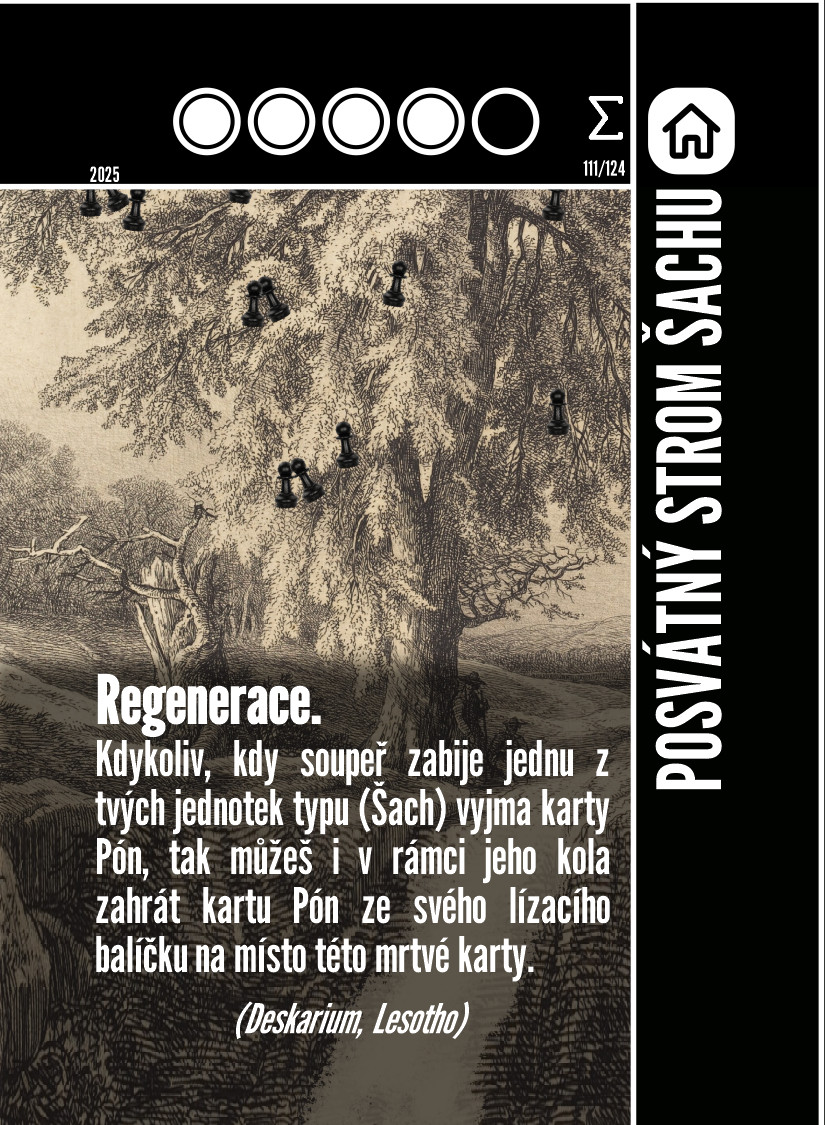 Σ
2025
111/124
POSVÁTNÝ STROM ŠACHU
Regenerace.
Kdykoliv, kdy soupeř zabije jednu z
tvých jednotek typu (Šach) vyjma karty
Pón, tak můžeš i v rámci jeho kola
zahrát kartu Pón ze svého lízacího
balíčku na místo této mrtvé karty.
(Deskarium, Lesotho)